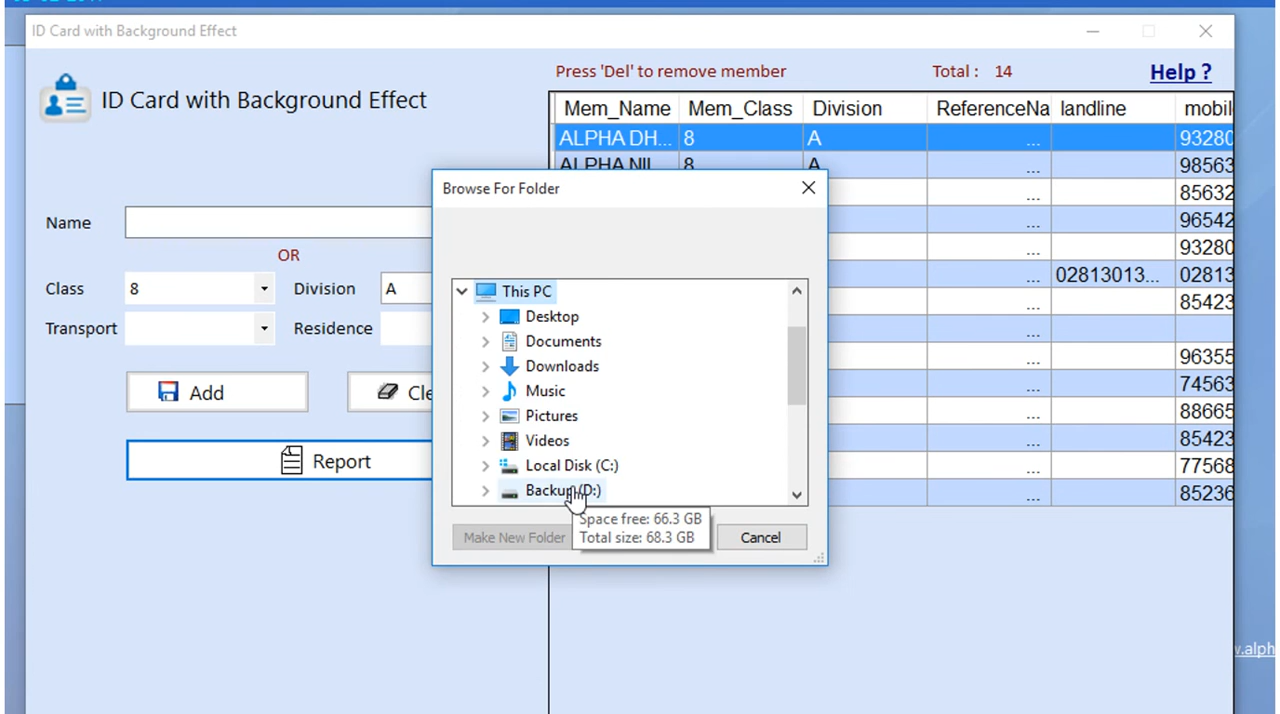 ID Card with Background Effect
ID Card with Background Effect
Press 'Del' to remove member
Total : 14
Help ?
Name
OR
Class 8 Division A
Transport Residence
Add
Report
Mem_Name Mem_Class Division ReferenceNa landline mobile
ALPHA DH... 8 A ... 93280
ALPHA NIL 8 A ... 98563
... 85632
... 96542
... 93280
... 02813013... 02813
... 85423
...
... 96355
... 74563
... 88665
... 85423
... 77568
... 85236
Browse For Folder
This PC
Desktop
Documents
Downloads
Music
Pictures
Videos
Local Disk (C:)
Backup (D:)
Space free: 66.3 GB
Total size: 68.3 GB
Make New Folder
Cancel
w.alph